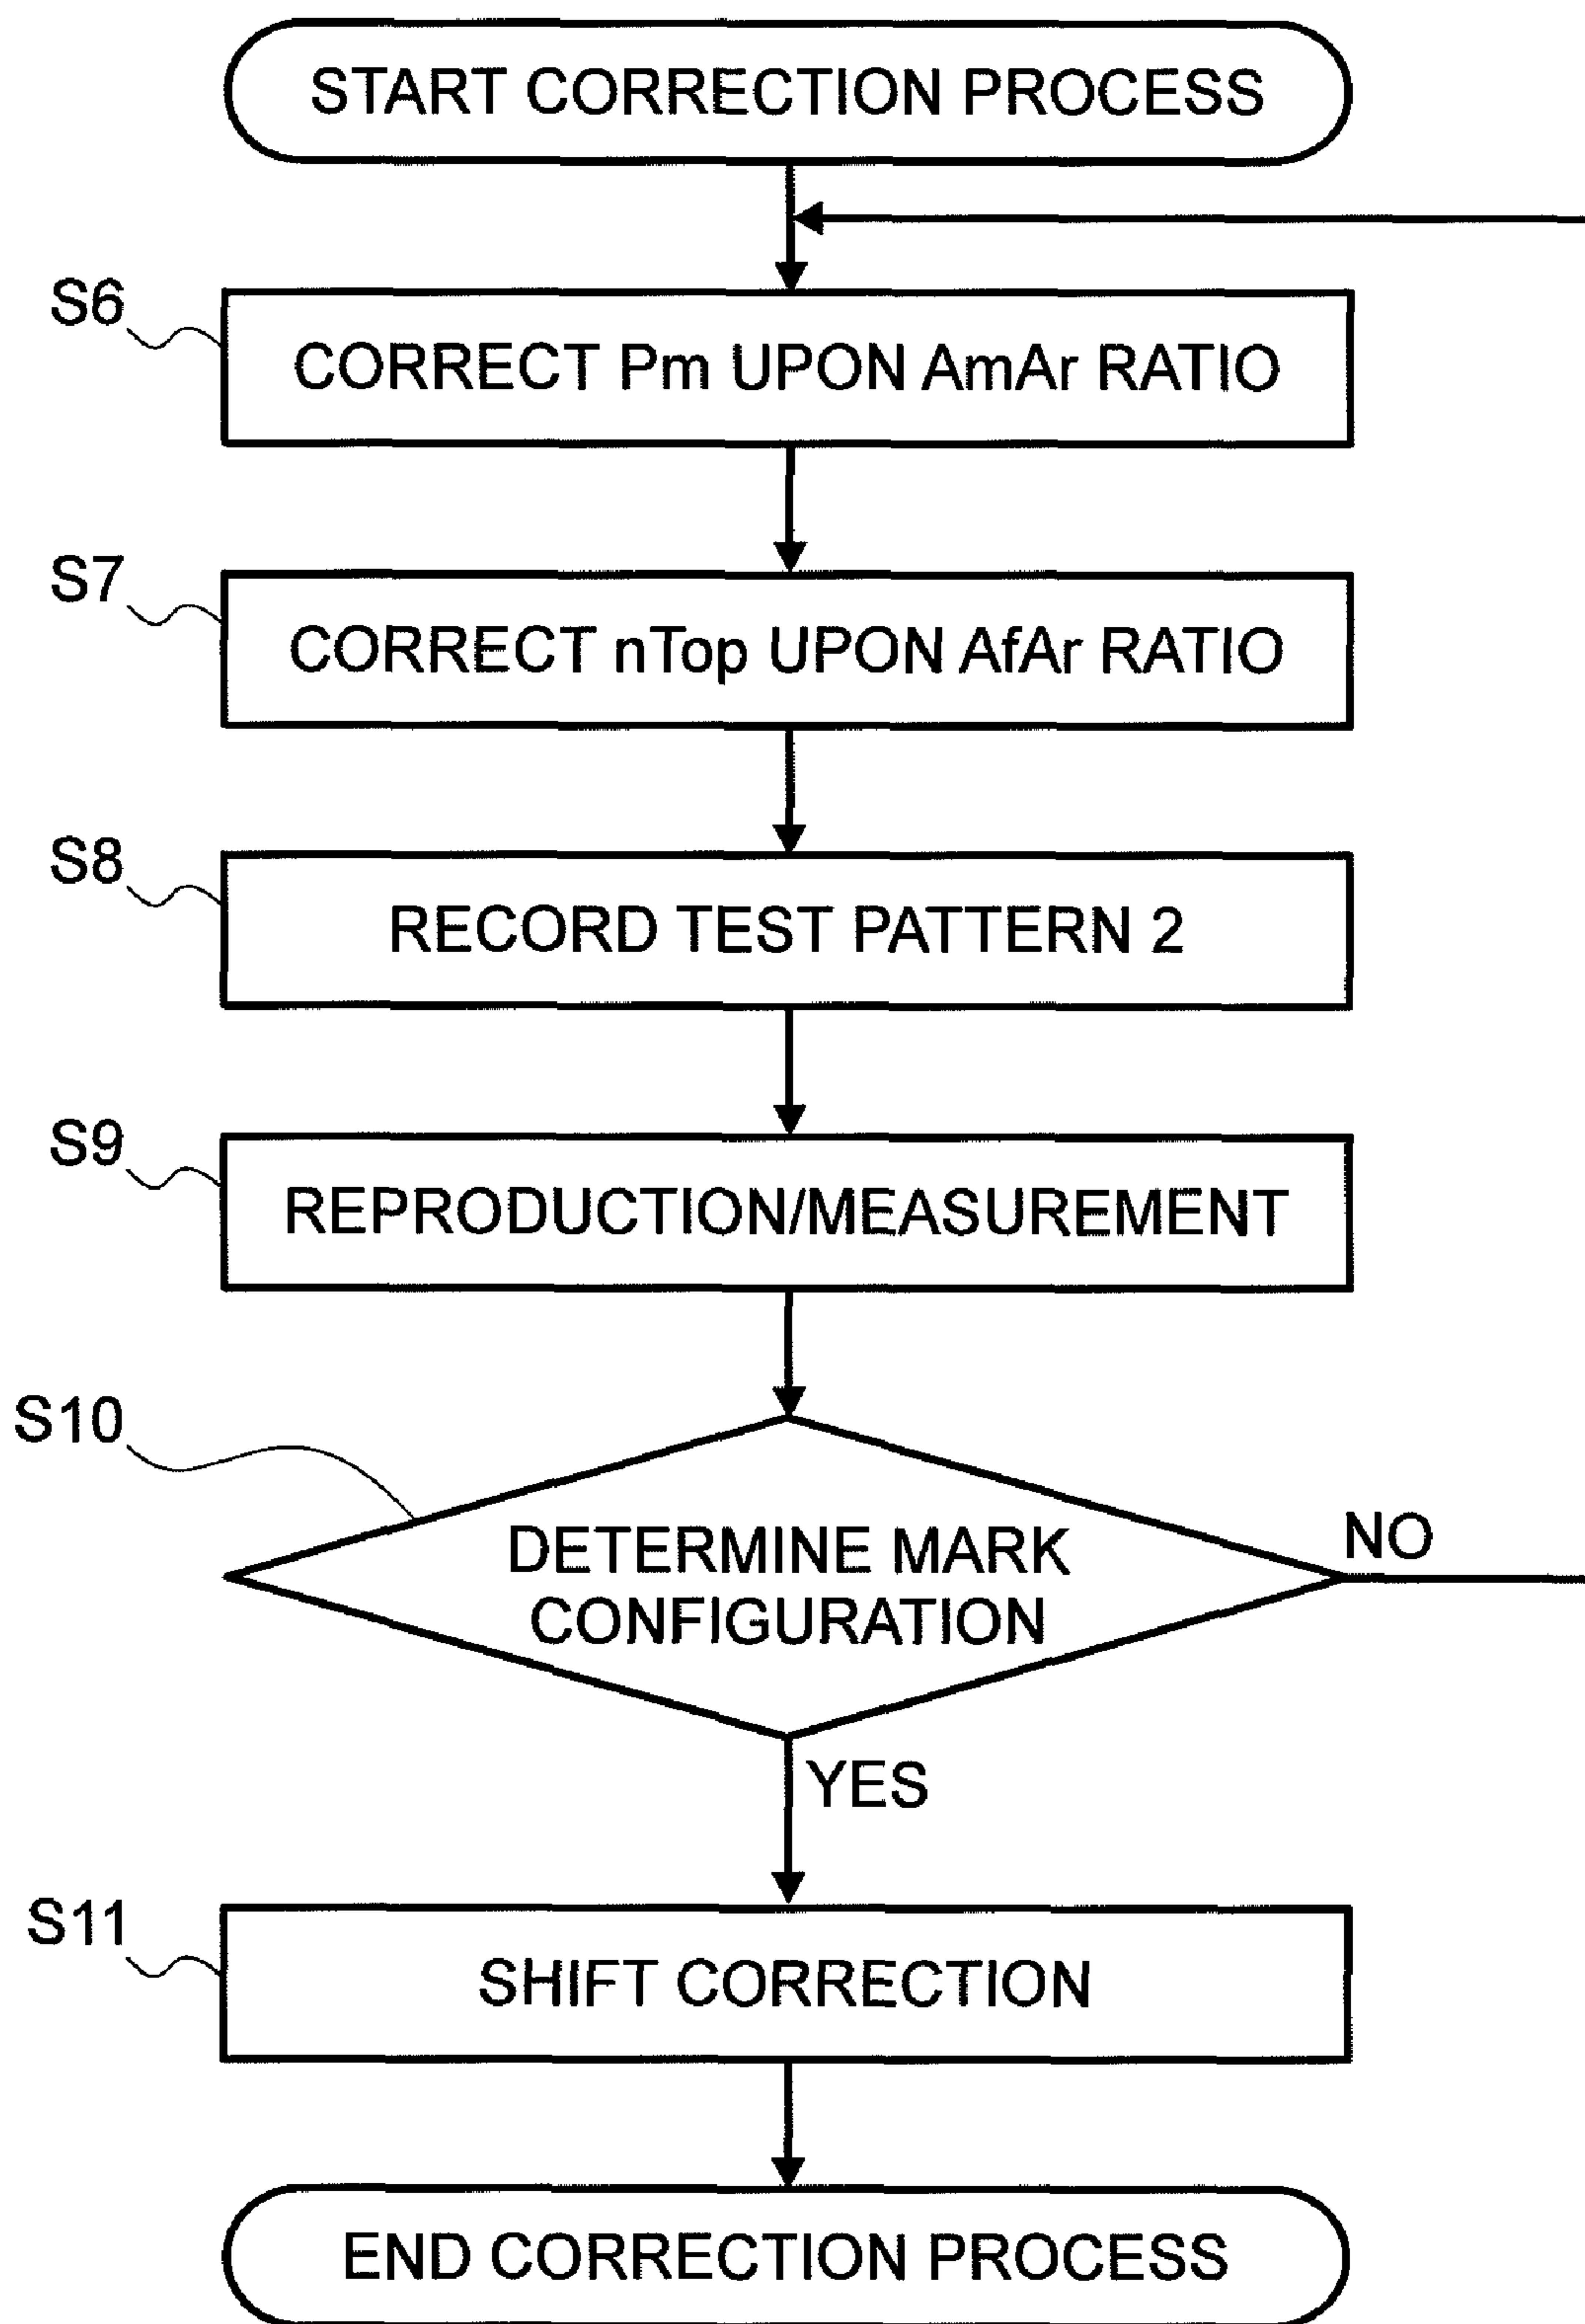 START CORRECTION PROCESS
S6
CORRECT Pm UPON AmAr RATIO
S7
CORRECT nTop UPON AfAr RATIO
S8
RECORD TEST PATTERN 2
S9
REPRODUCTION/MEASUREMENT
S10
DETERMINE MARK
CONFIGURATION
NO
YES
S11
SHIFT CORRECTION
END CORRECTION PROCESS